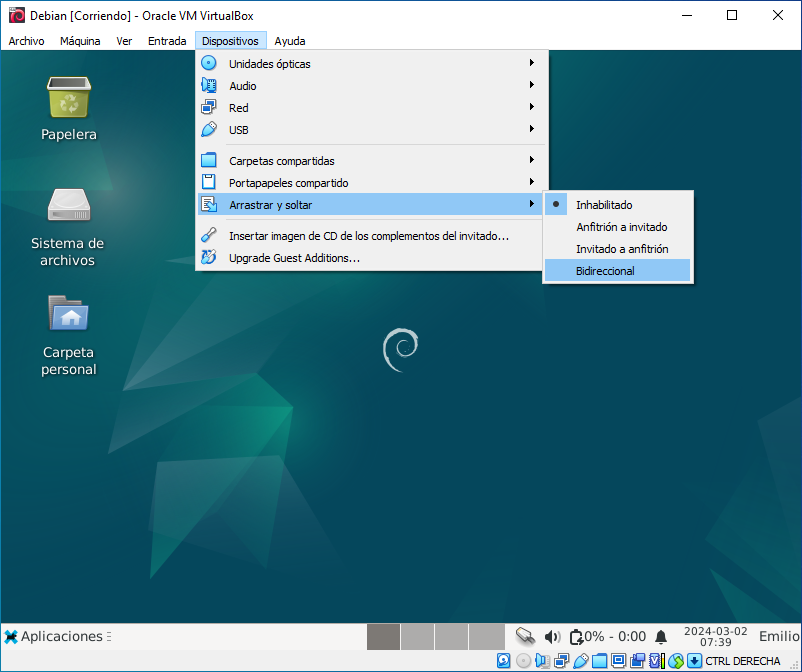 Debian [Corriendo] - Oracle VM VirtualBox
Archivo Máquina Ver Entrada Dispositivos Ayuda
Unidades ópticas
Audio
Red
USB
Carpetas compartidas
Portapapeles compartido
Arrastrar y soltar
Insertar imagen de CD de los complementos del invitado...
Upgrade Guest Additions...
Inhabilitado
Anfitrión a invitado
Invitado a anfitrión
Bidireccional
Papelera
Sistema de
archivos
Carpeta
personal
Aplicaciones
0% - 0:00
2024-03-02
07:39
Emilio
CTRL DERECHA